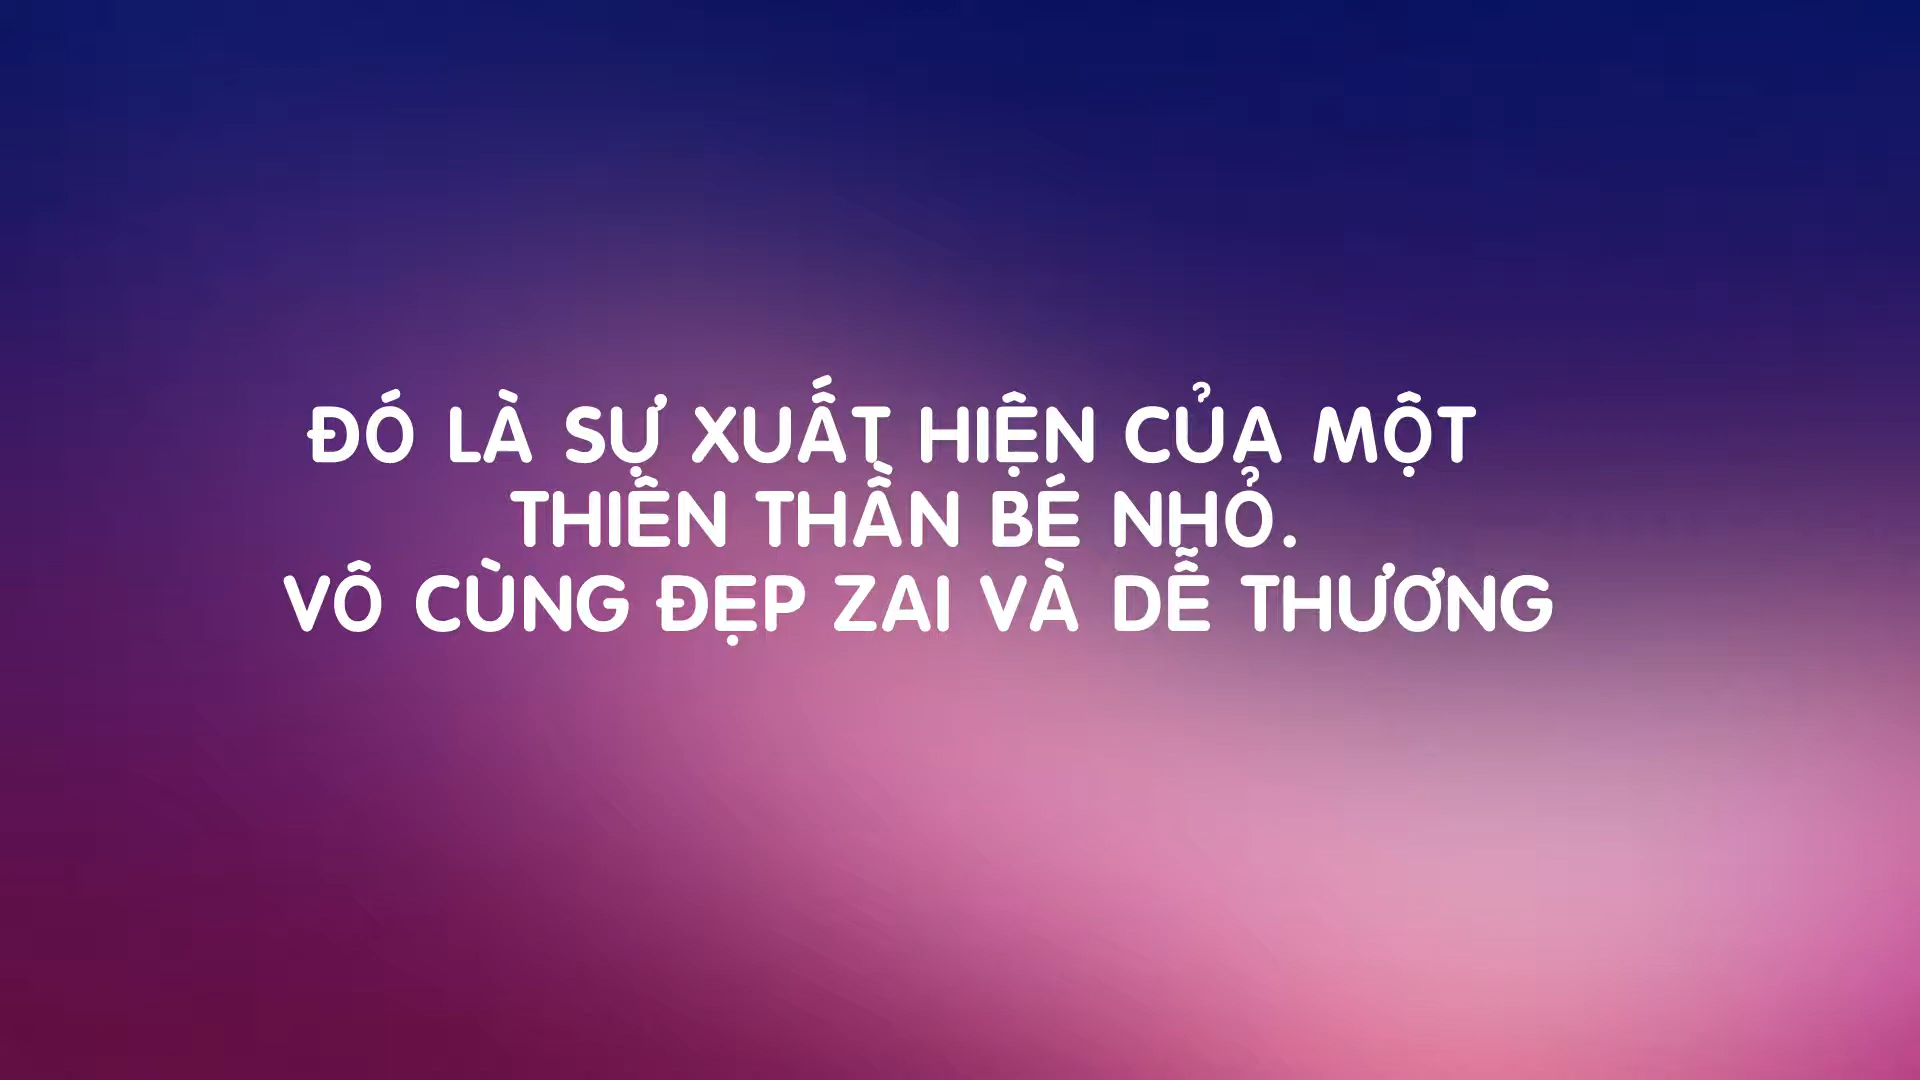 ĐÓ LÀ SỰ XUẤT HIỆN CỦA MỘT
THIÊN THẦN BÉ NHỎ.
VÔ CÙNG ĐẸP ZAI VÀ DỄ THƯƠNG